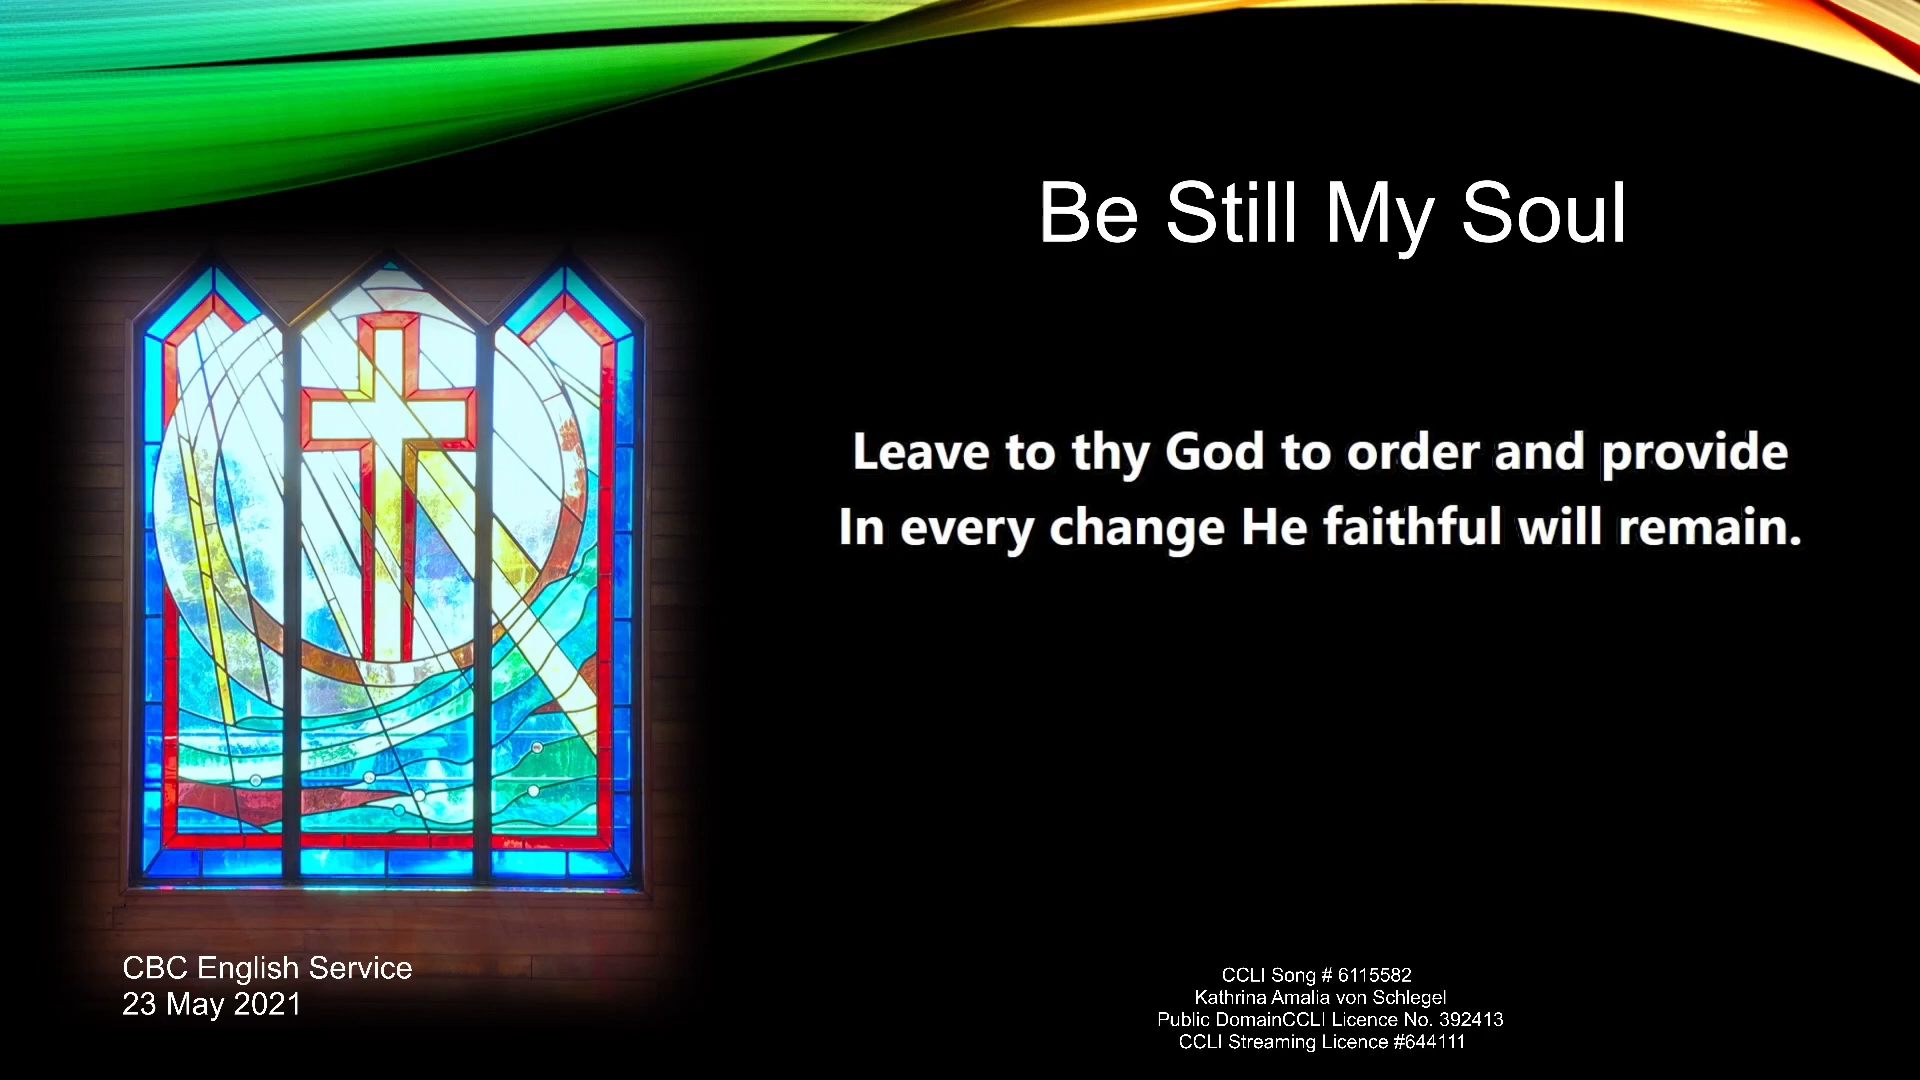 Be Still My Soul
Leave to thy God to order and provide
In every change He faithful will remain.
CBC English Service
23 May 2021
CCLI Song # 6115582
Kathrina Amalia von Schlegel
Public DomainCCLI Licence No. 392413
CCLI Streaming Licence #644111